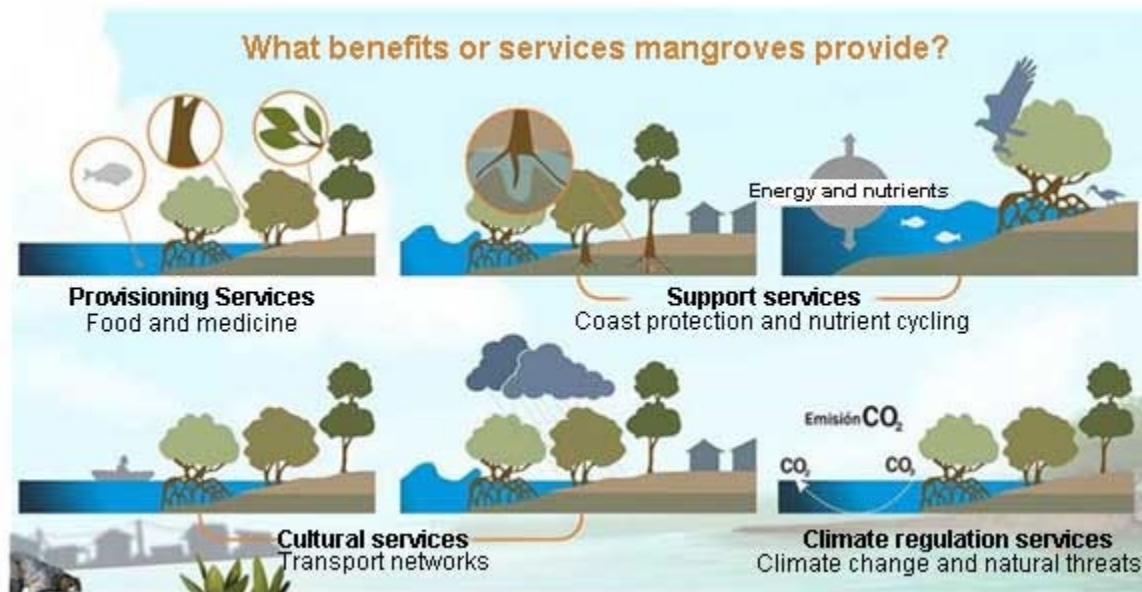 What benefits or services mangroves provide?
Energy and nutrients
Provisioning Services
Food and medicine
Support services
Coast protection and nutrient cycling
Emisión CO₂
CO₂
CO₂
Cultural services
Transport networks
Climate regulation services
Climate change and natural threats